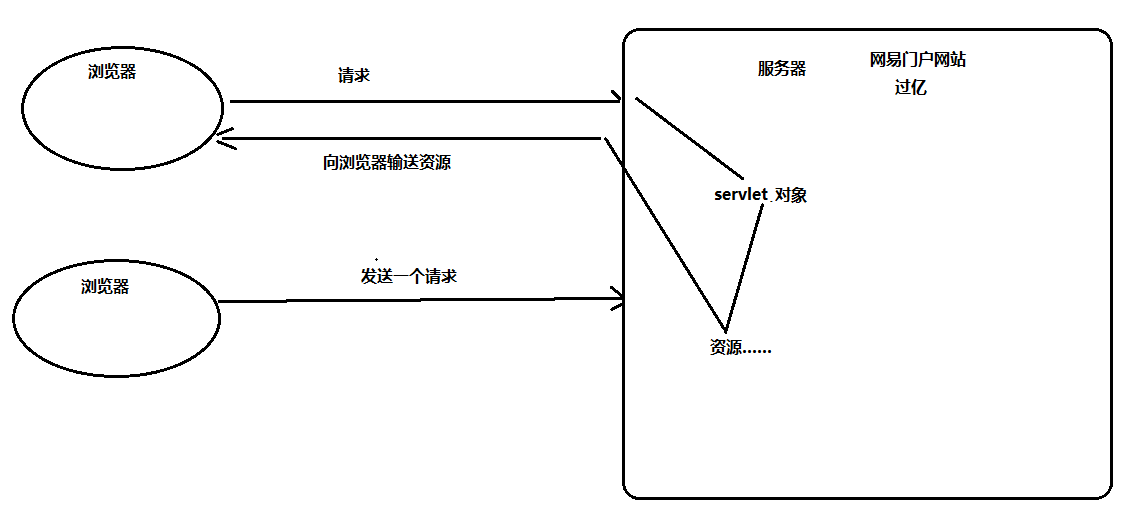 浏览器
请求
向浏览器输送资源
服务器
网易门户网站
过亿
servlet 对象
资源......
浏览器
发送一个请求